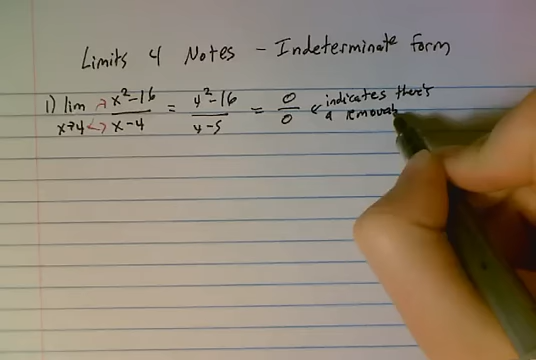 Limits 4 Notes - Indeterminate form
1) lim x→4 x²-16 / x-4 = 4²-16 / 4-5 = 0/0 ← indicates there's
a removab